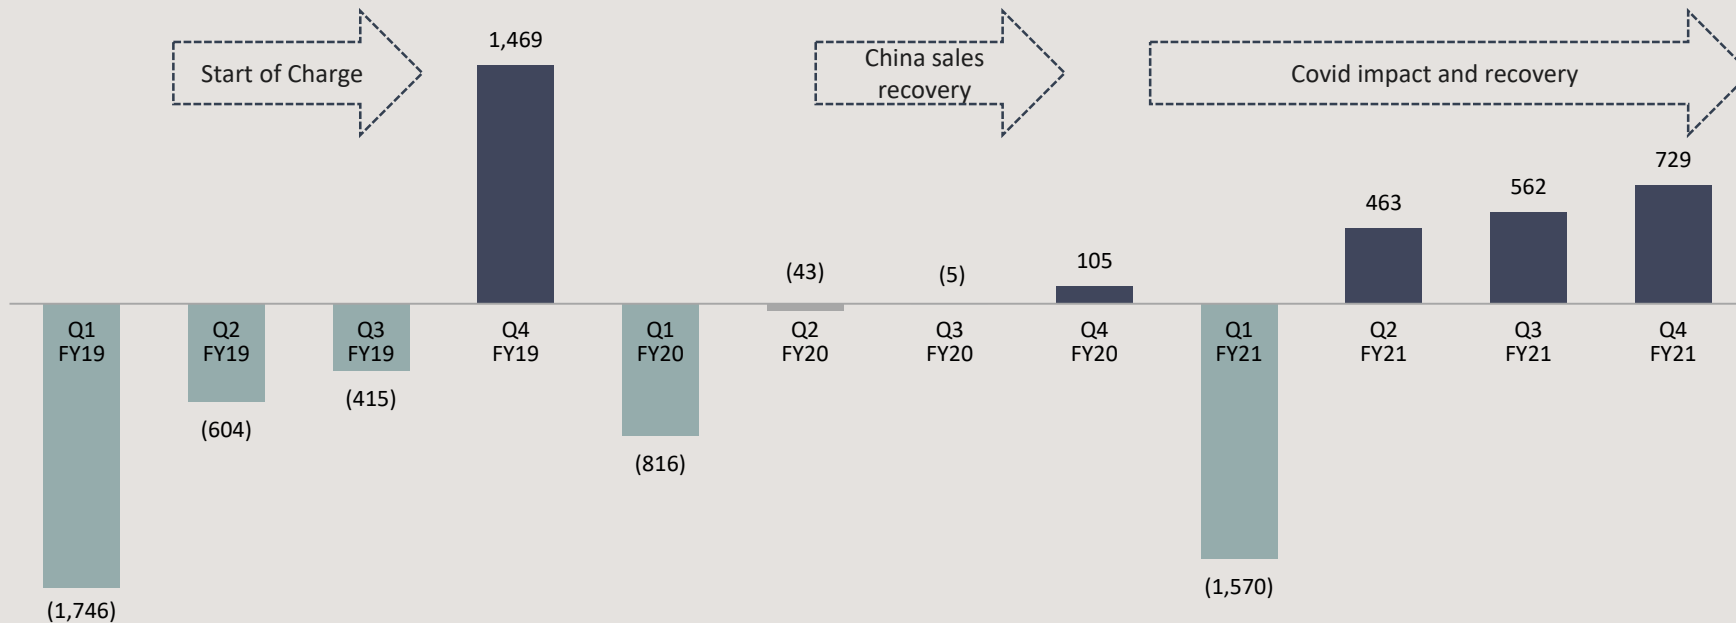 Start of Charge
China sales
recovery
Covid impact and recovery
1,469
729
562
463
(43)
(5)
105
Q1
FY19
Q2
FY19
Q3
FY19
Q4
FY19
Q1
FY20
Q2
FY20
Q3
FY20
Q4
FY20
Q1
FY21
Q2
FY21
Q3
FY21
Q4
FY21
(415)
(604)
(816)
(1,570)
(1,746)